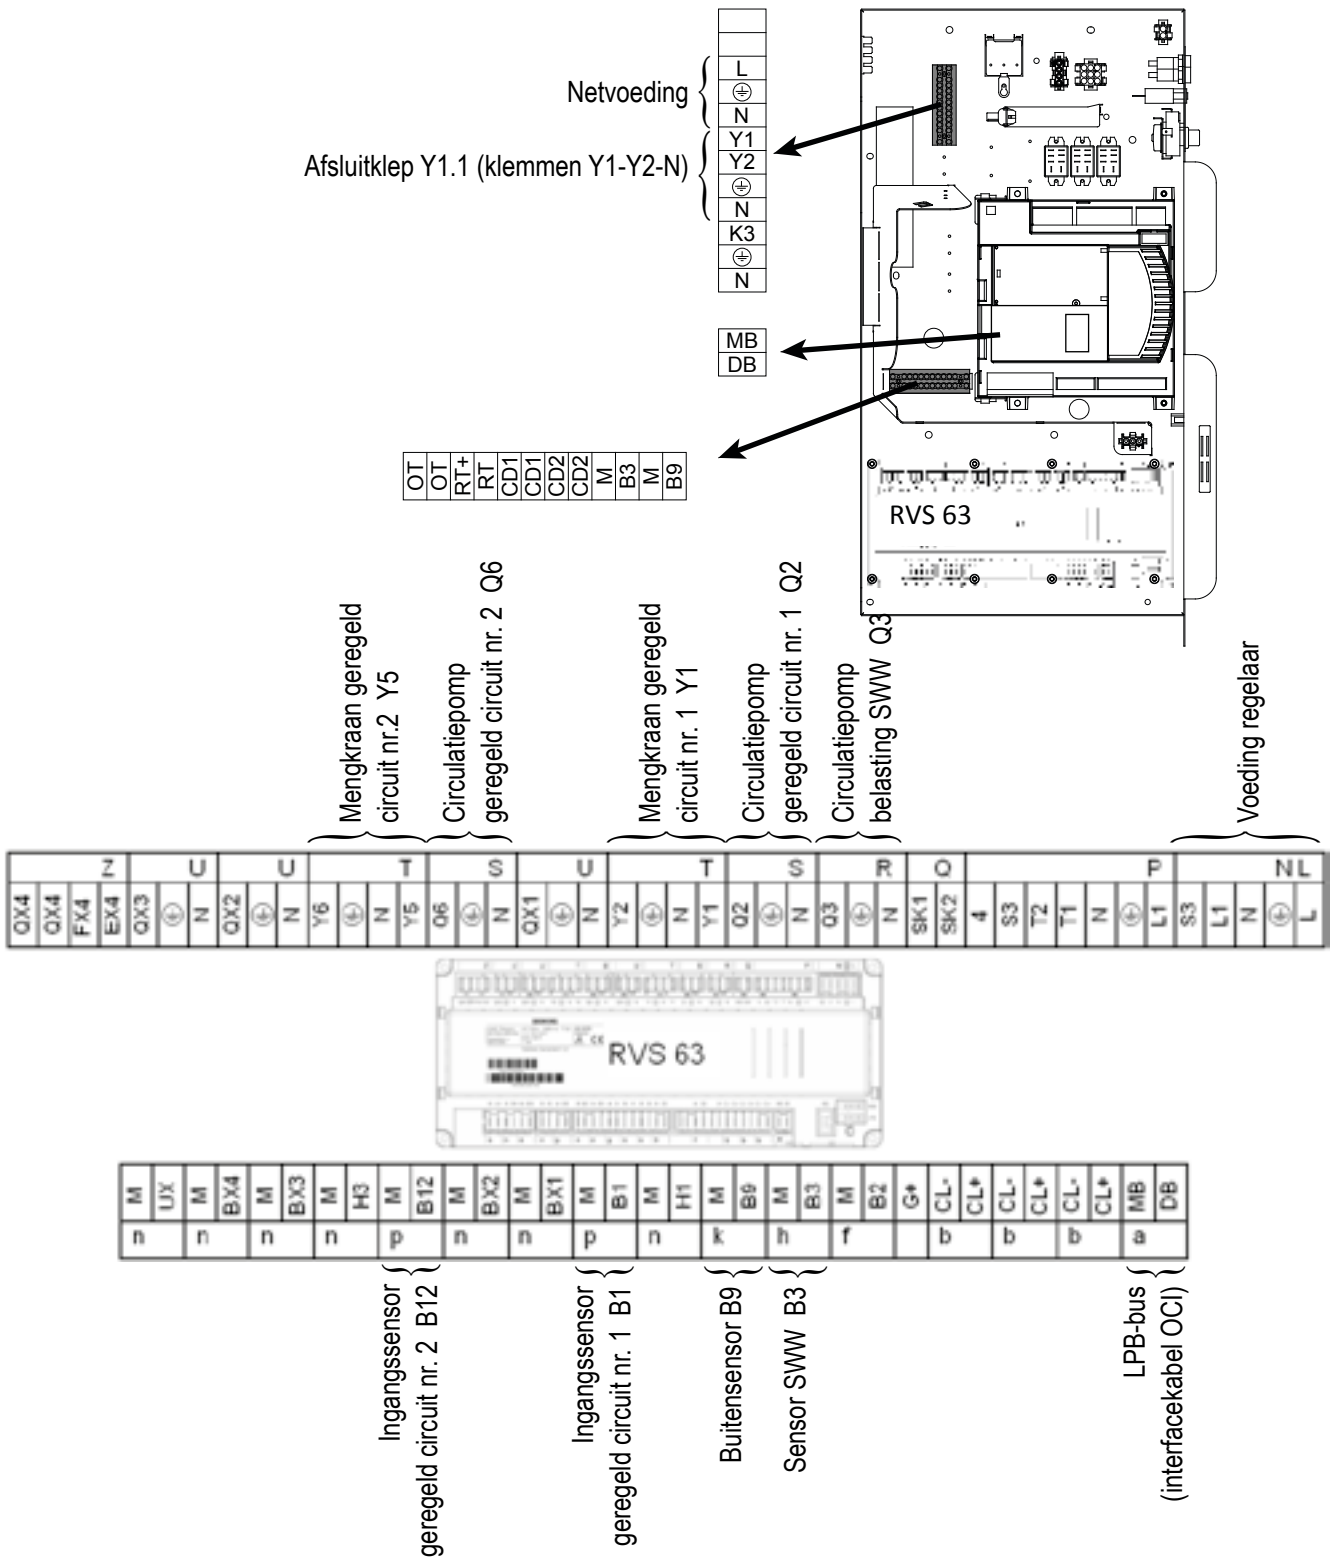 L
Netvoeding
N
Y1
Afsluitklep Y1.1 (klemmen Y1-Y2-N)
Y2
N
K3
N
MB
DB
OT OT RT+ RT CD1 CD1 CD2 CD2 M B3 M B9
RVS 63
Mengkraan geregeld
circuit nr.2 Y5
Circulatiepomp
geregeld circuit nr. 2 Q6
Mengkraan geregeld
circuit nr. 1 Y1
Circulatiepomp
geregeld circuit nr. 1 Q2
Circulatiepomp
belasting SWW Q3
Voeding regelaar
Z U U T S U T S R Q P N L
QX4 QX4 FX4 EX4 QX3 N QX2 N Y6 N Y5 Q6 N QX1 N Y2 N Y1 Q2 N Q3 N SK1 SK2 4 S3 T2 T1 N L1 S3 L1 N L
RVS 63
M UX M BX4 M BX3 M H3 M B12 M BX2 M BX1 M B1 M H1 M B9 M B3 M B2 G+ CL- CL+ CL- CL+ CL- CL+ MB DB
n n n n p n n p n k h f b b b a
Ingangssensor
geregeld circuit nr. 2 B12
Ingangssensor
geregeld circuit nr. 1 B1
Buitensensor B9
Sensor SWW B3
LPB-bus
(interfacekabel OCI)